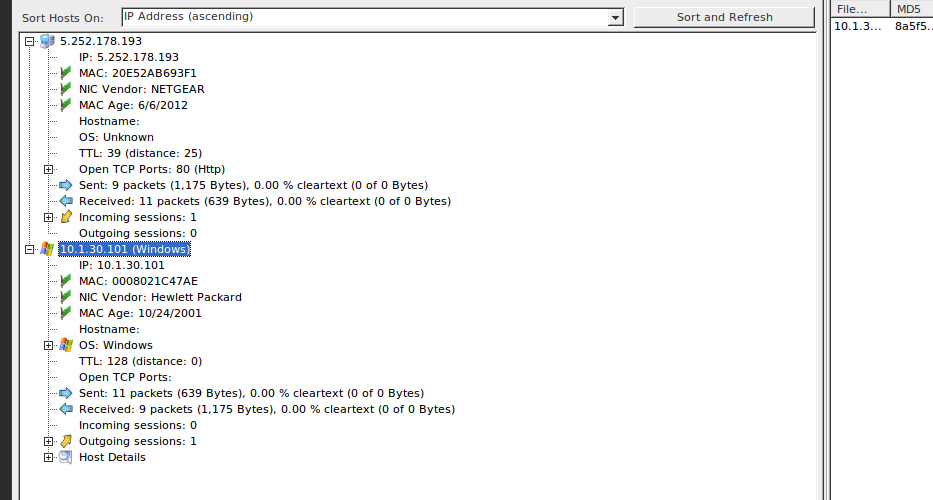 Sort Hosts On: IP Address (ascending) Sort and Refresh
File... MD5
10.1.3... 8a5f5...
5.252.178.193
IP: 5.252.178.193
MAC: 20E52AB693F1
NIC Vendor: NETGEAR
MAC Age: 6/6/2012
Hostname:
OS: Unknown
TTL: 39 (distance: 25)
Open TCP Ports: 80 (Http)
Sent: 9 packets (1,175 Bytes), 0.00 % cleartext (0 of 0 Bytes)
Received: 11 packets (639 Bytes), 0.00 % cleartext (0 of 0 Bytes)
Incoming sessions: 1
Outgoing sessions: 0
10.1.30.101 (Windows)
IP: 10.1.30.101
MAC: 0008021C47AE
NIC Vendor: Hewlett Packard
MAC Age: 10/24/2001
Hostname:
OS: Windows
TTL: 128 (distance: 0)
Open TCP Ports:
Sent: 11 packets (639 Bytes), 0.00 % cleartext (0 of 0 Bytes)
Received: 9 packets (1,175 Bytes), 0.00 % cleartext (0 of 0 Bytes)
Incoming sessions: 0
Outgoing sessions: 1
Host Details